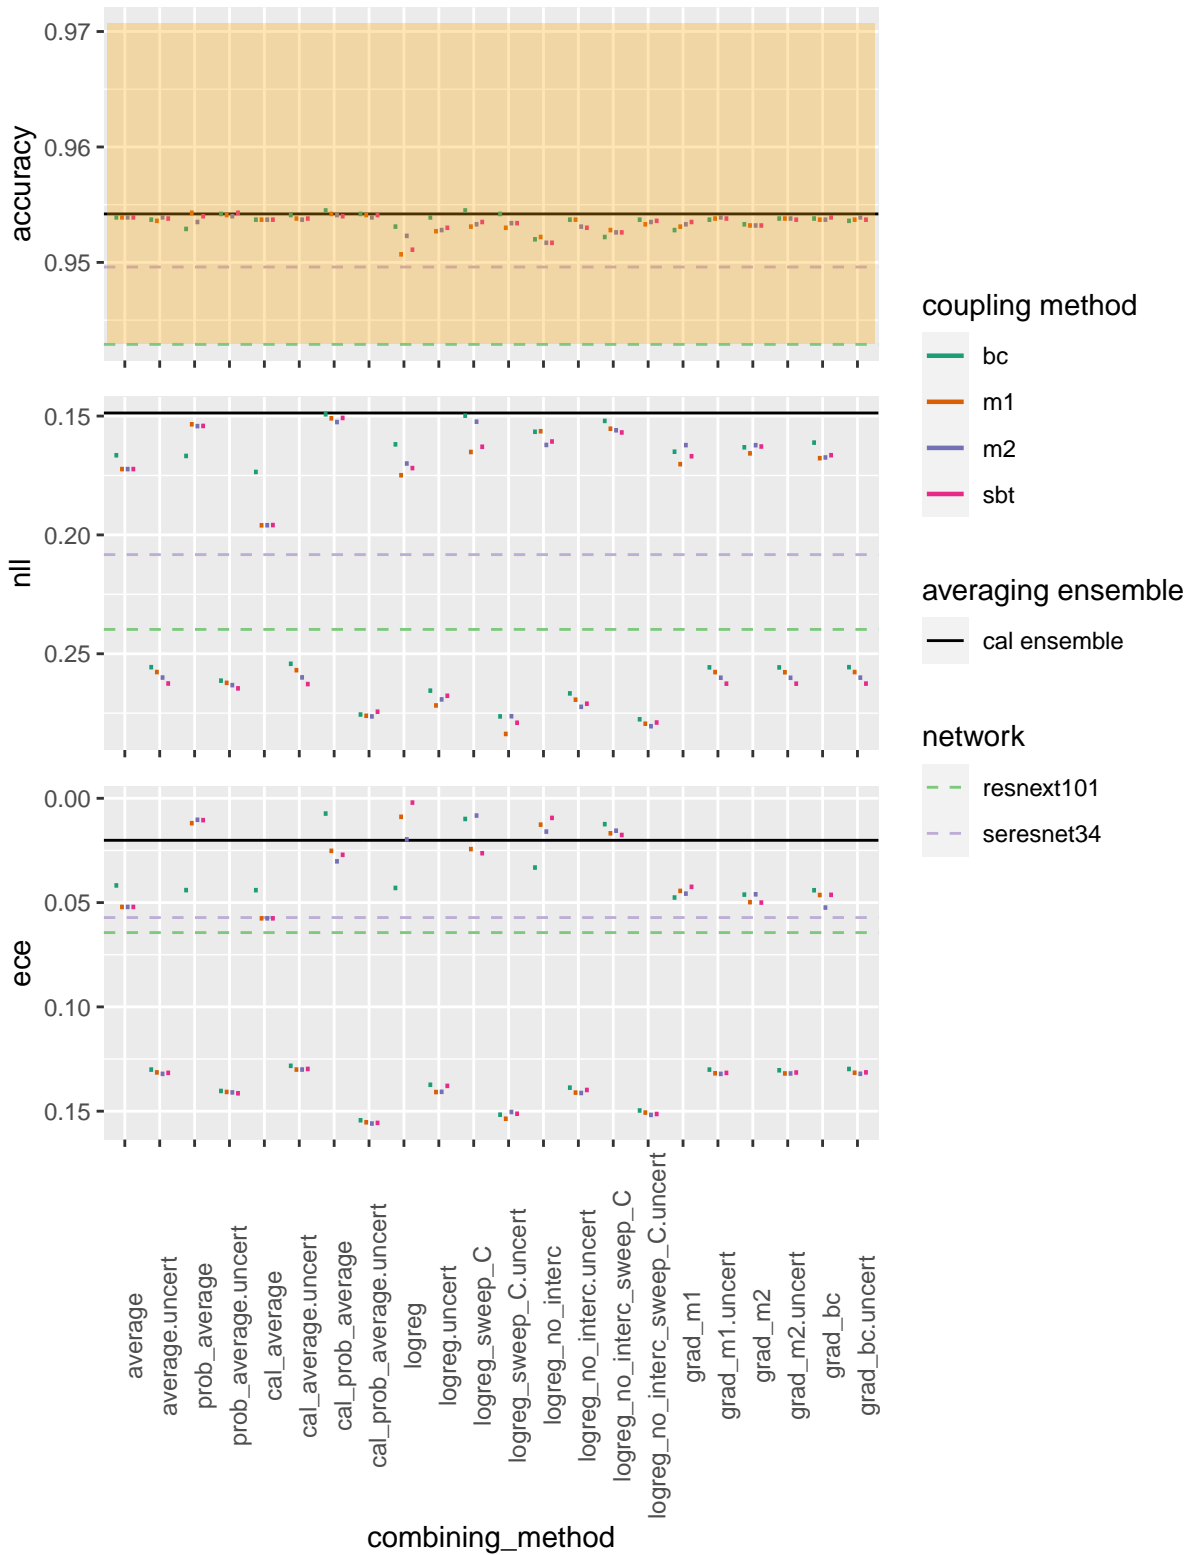 0.97
0.96
0.95
accuracy
0.15
0.20
0.25
nll
0.00
0.05
0.10
0.15
ece
average
average.uncert
prob_average
prob_average.uncert
cal_average
cal_average.uncert
cal_prob_average
cal_prob_average.uncert
logreg
logreg.uncert
logreg_sweep_C
logreg_sweep_C.uncert
logreg_no_interc
logreg_no_interc.uncert
logreg_no_interc_sweep_C
logreg_no_interc_sweep_C.uncert
grad_m1
grad_m1.uncert
grad_m2
grad_m2.uncert
grad_bc
grad_bc.uncert
combining_method
coupling method
bc
m1
m2
sbt
averaging ensemble
cal ensemble
network
resnext101
seresnet34